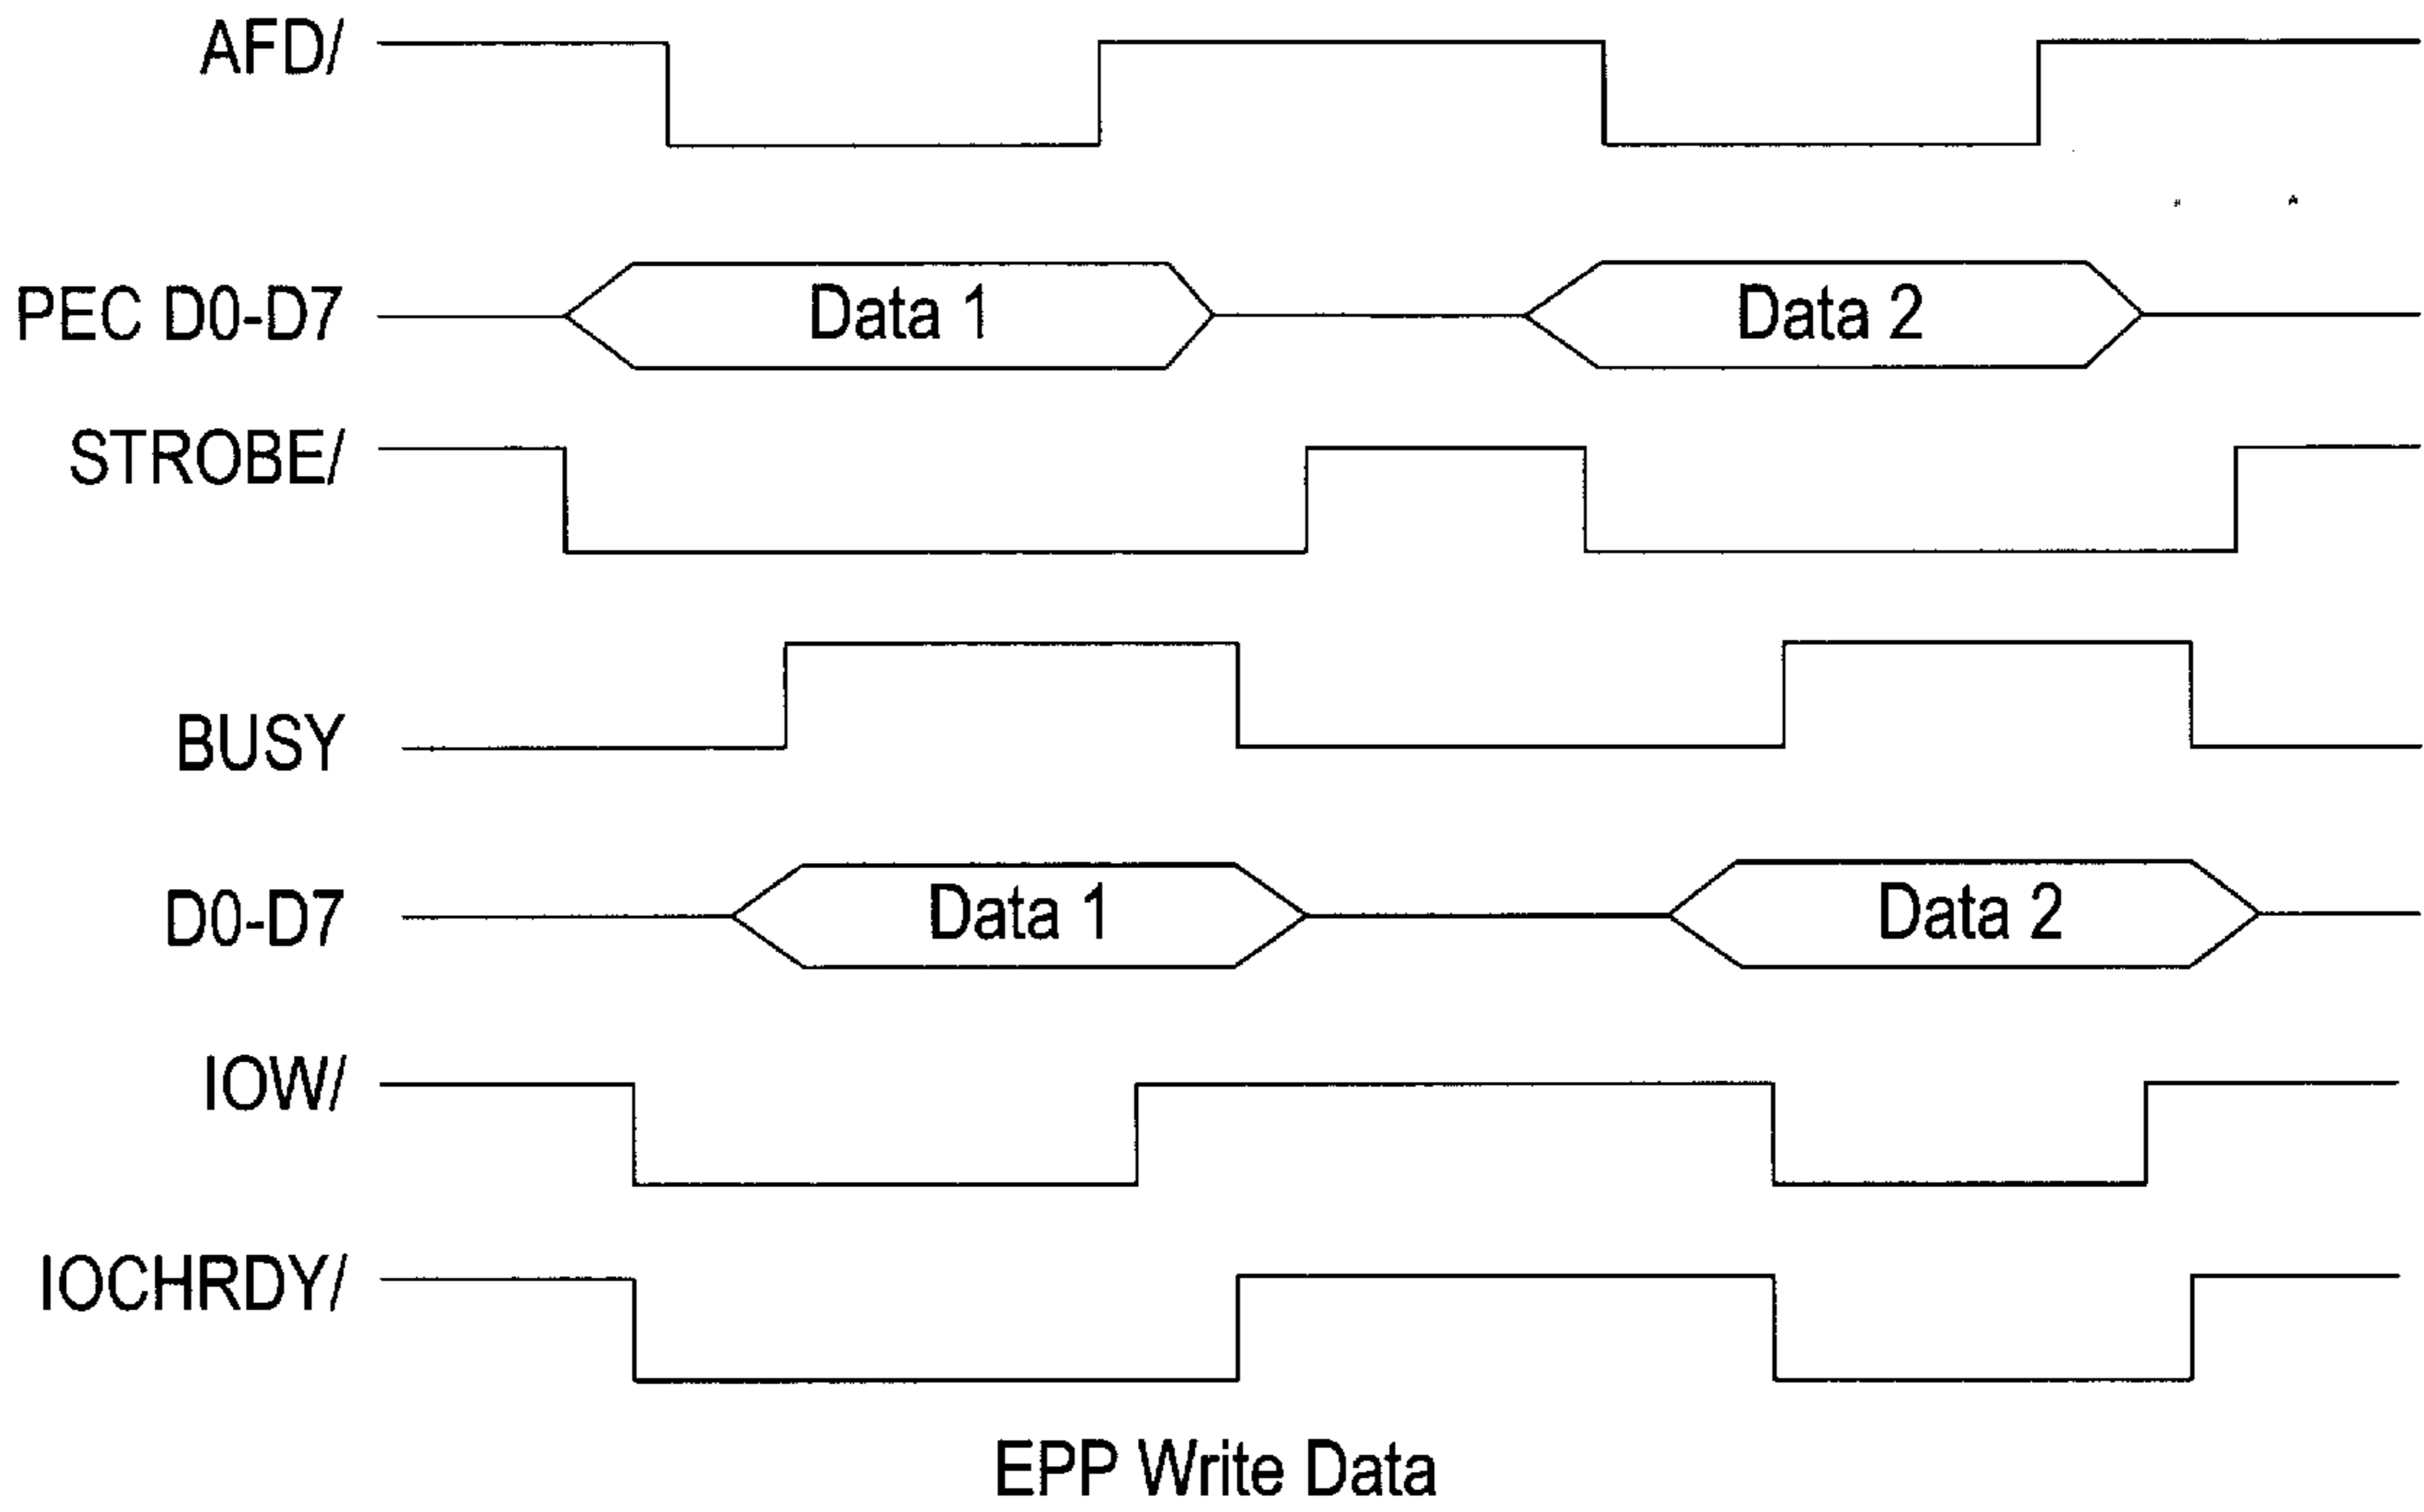 AFD/
PEC D0-D7
Data 1
Data 2
STROBE/
BUSY
D0-D7
Data 1
Data 2
IOW/
IOCHRDY/
EPP Write Data